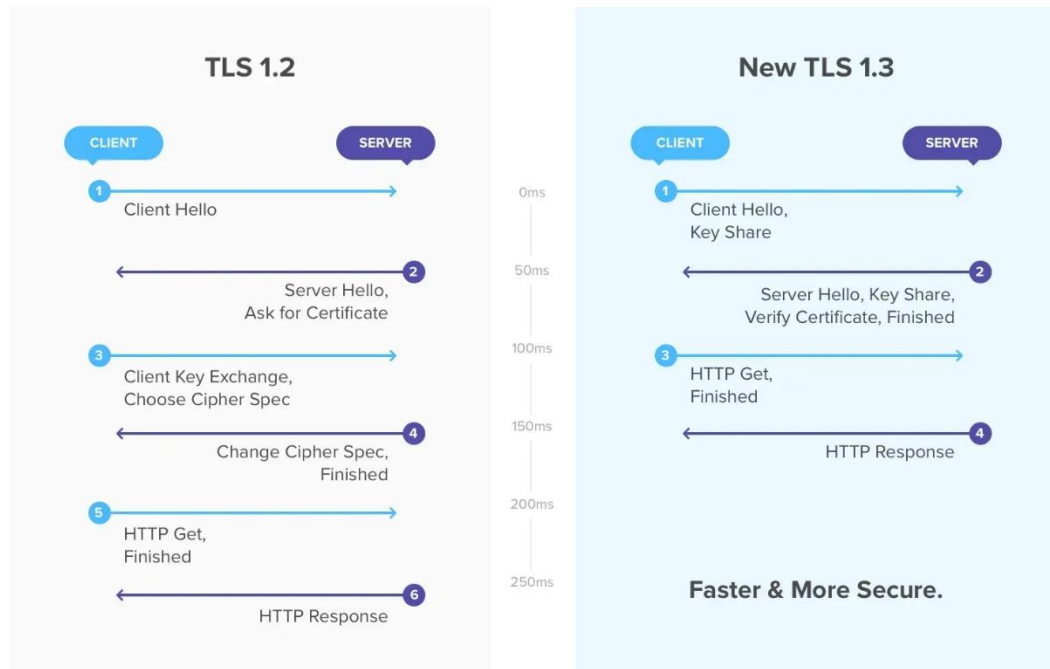 TLS 1.2
CLIENT
SERVER
1
Client Hello
2
Server Hello,
Ask for Certificate
3
Client Key Exchange,
Choose Cipher Spec
4
Change Cipher Spec,
Finished
5
HTTP Get,
Finished
6
HTTP Response
0ms
50ms
100ms
150ms
200ms
250ms
New TLS 1.3
CLIENT
SERVER
1
Client Hello,
Key Share
2
Server Hello, Key Share,
Verify Certificate, Finished
3
HTTP Get,
Finished
4
HTTP Response
Faster & More Secure.